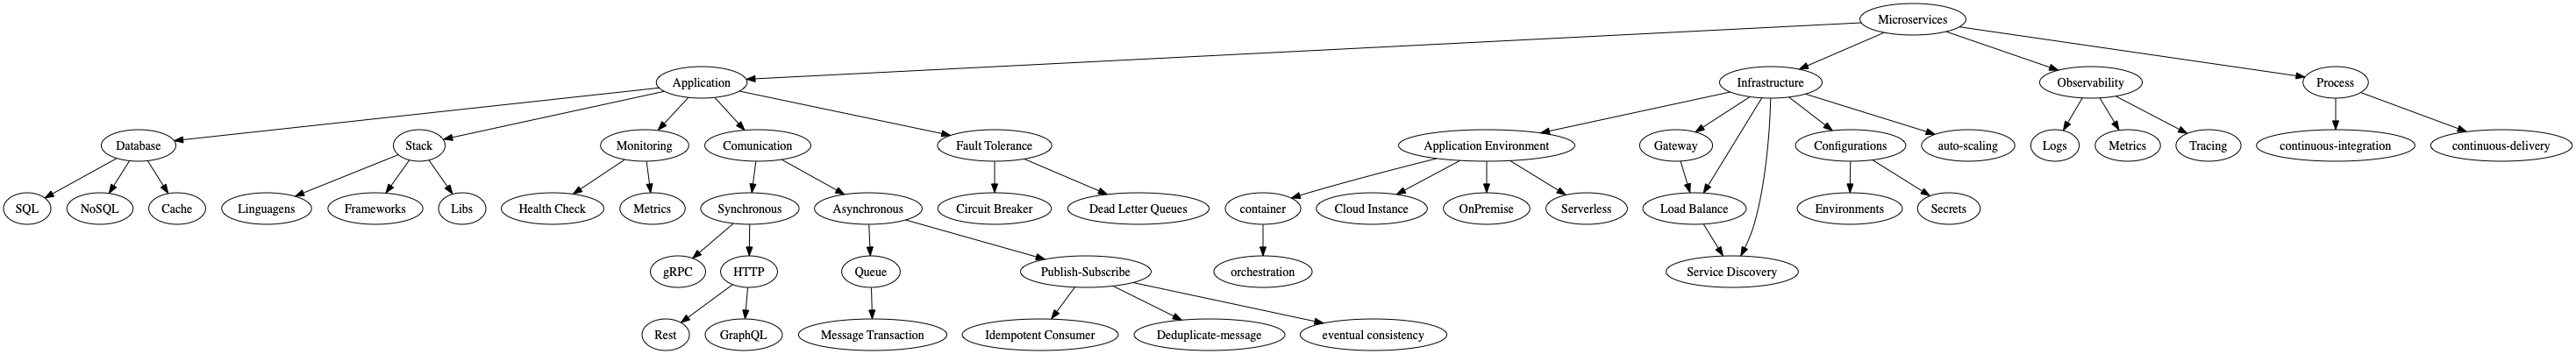 Microservices
Application
Infrastructure
Observability
Process
Database
Stack
Monitoring
Comunication
Fault Tolerance
Application Environment
Gateway
Configurations
auto-scaling
Logs
Metrics
Tracing
continuous-integration
continuous-delivery
SQL
NoSQL
Cache
Linguagens
Frameworks
Libs
Health Check
Metrics
Synchronous
Asynchronous
Circuit Breaker
Dead Letter Queues
container
Cloud Instance
OnPremise
Serverless
Load Balance
Environments
Secrets
gRPC
HTTP
Queue
Publish-Subscribe
orchestration
Service Discovery
Rest
GraphQL
Message Transaction
Idempotent Consumer
Deduplicate-message
eventual consistency